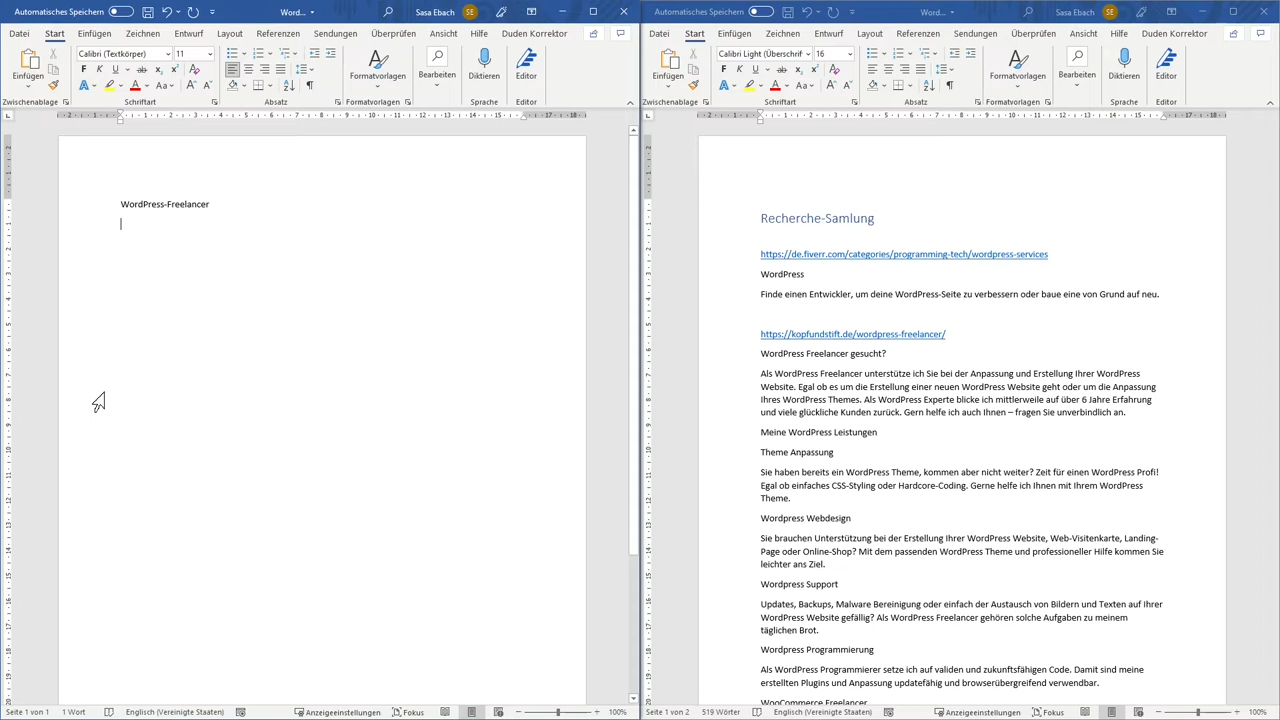 Automatisches Speichern
Word...
Sasa Ebach
SE
Datei Start Einfügen Zeichnen Entwurf Layout Referenzen Sendungen Überprüfen Ansicht Hilfe Duden Korrektor
Calibri (Textkörper) 11
Einfügen
F K U ab x₂ x²
A Aa A A
Formatvorlagen
Bearbeiten
Diktieren
Editor
Zwischenablage Schriftart Absatz Formatvorlagen Sprache Editor
WordPress-Freelancer
Seite 1 von 1 1 Wort Englisch (Vereinigte Staaten) Anzeigeeinstellungen Fokus 100%
Automatisches Speichern
Word...
Sasa Ebach
SE
Datei Start Einfügen Zeichnen Entwurf Layout Referenzen Sendungen Überprüfen Ansicht Hilfe Duden Korrektor
Calibri Light (Überschrif 16
Einfügen
F K U ab x₂ x²
A Aa A A
Formatvorlagen
Bearbeiten
Diktieren
Editor
Zwischenablage Schriftart Absatz Formatvorlagen Sprache Editor
Recherche-Samlung
https://de.fiverr.com/categories/programming-tech/wordpress-services
WordPress
Finde einen Entwickler, um deine WordPress-Seite zu verbessern oder baue eine von Grund auf neu.
https://kopfundstift.de/wordpress-freelancer/
WordPress Freelancer gesucht?
Als WordPress Freelancer unterstütze ich Sie bei der Anpassung und Erstellung Ihrer WordPress
Website. Egal ob es um die Erstellung einer neuen WordPress Website geht oder um die Anpassung
Ihres WordPress Themes. Als WordPress Experte blicke ich mittlerweile auf über 6 Jahre Erfahrung
und viele glückliche Kunden zurück. Gern helfe ich auch Ihnen – fragen Sie unverbindlich an.
Meine WordPress Leistungen
Theme Anpassung
Sie haben bereits ein WordPress Theme, kommen aber nicht weiter? Zeit für einen WordPress Profi!
Egal ob einfaches CSS-Styling oder Hardcore-Coding. Gerne helfe ich Ihnen mit Ihrem WordPress
Theme.
Wordpress Webdesign
Sie brauchen Unterstützung bei der Erstellung Ihrer WordPress Website, Web-Visitenkarte, Landing-
Page oder Online-Shop? Mit dem passenden WordPress Theme und professioneller Hilfe kommen Sie
leichter ans Ziel.
Wordpress Support
Updates, Backups, Malware Bereinigung oder einfach der Austausch von Bildern und Texten auf Ihrer
WordPress Website gefällig? Als WordPress Freelancer gehören solche Aufgaben zu meinem
täglichen Brot.
Wordpress Programmierung
Als WordPress Programmierer setze ich auf validen und zukunftsfähigen Code. Damit sind meine
erstellten Plugins und Anpassung updatefähig und browserübergreifend verwendbar.
WooCommerce Freelancer
Seite 1 von 2 519 Wörter Englisch (Vereinigte Staaten) Anzeigeeinstellungen Fokus 100%